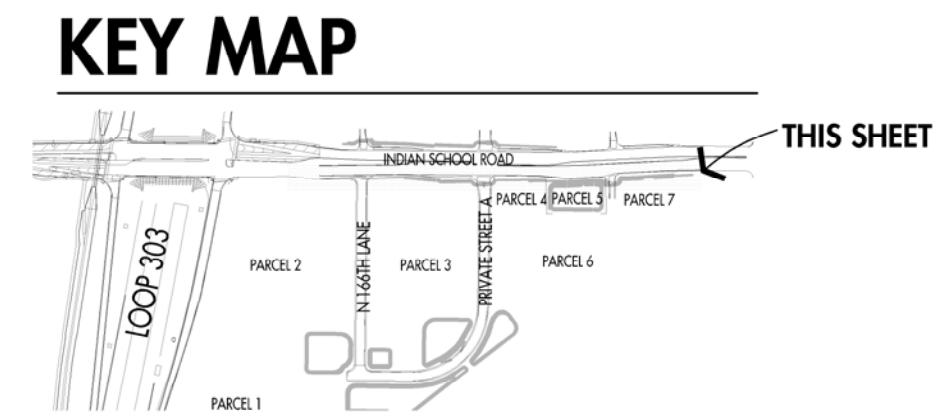 KEY MAP
THIS SHEET
INDIAN SCHOOL ROAD
PARCEL 4
PARCEL 5
PARCEL 7
LOOP 303
PARCEL 2
N 166TH LANE
PARCEL 3
PRIVATE STREET A
PARCEL 6
PARCEL 1